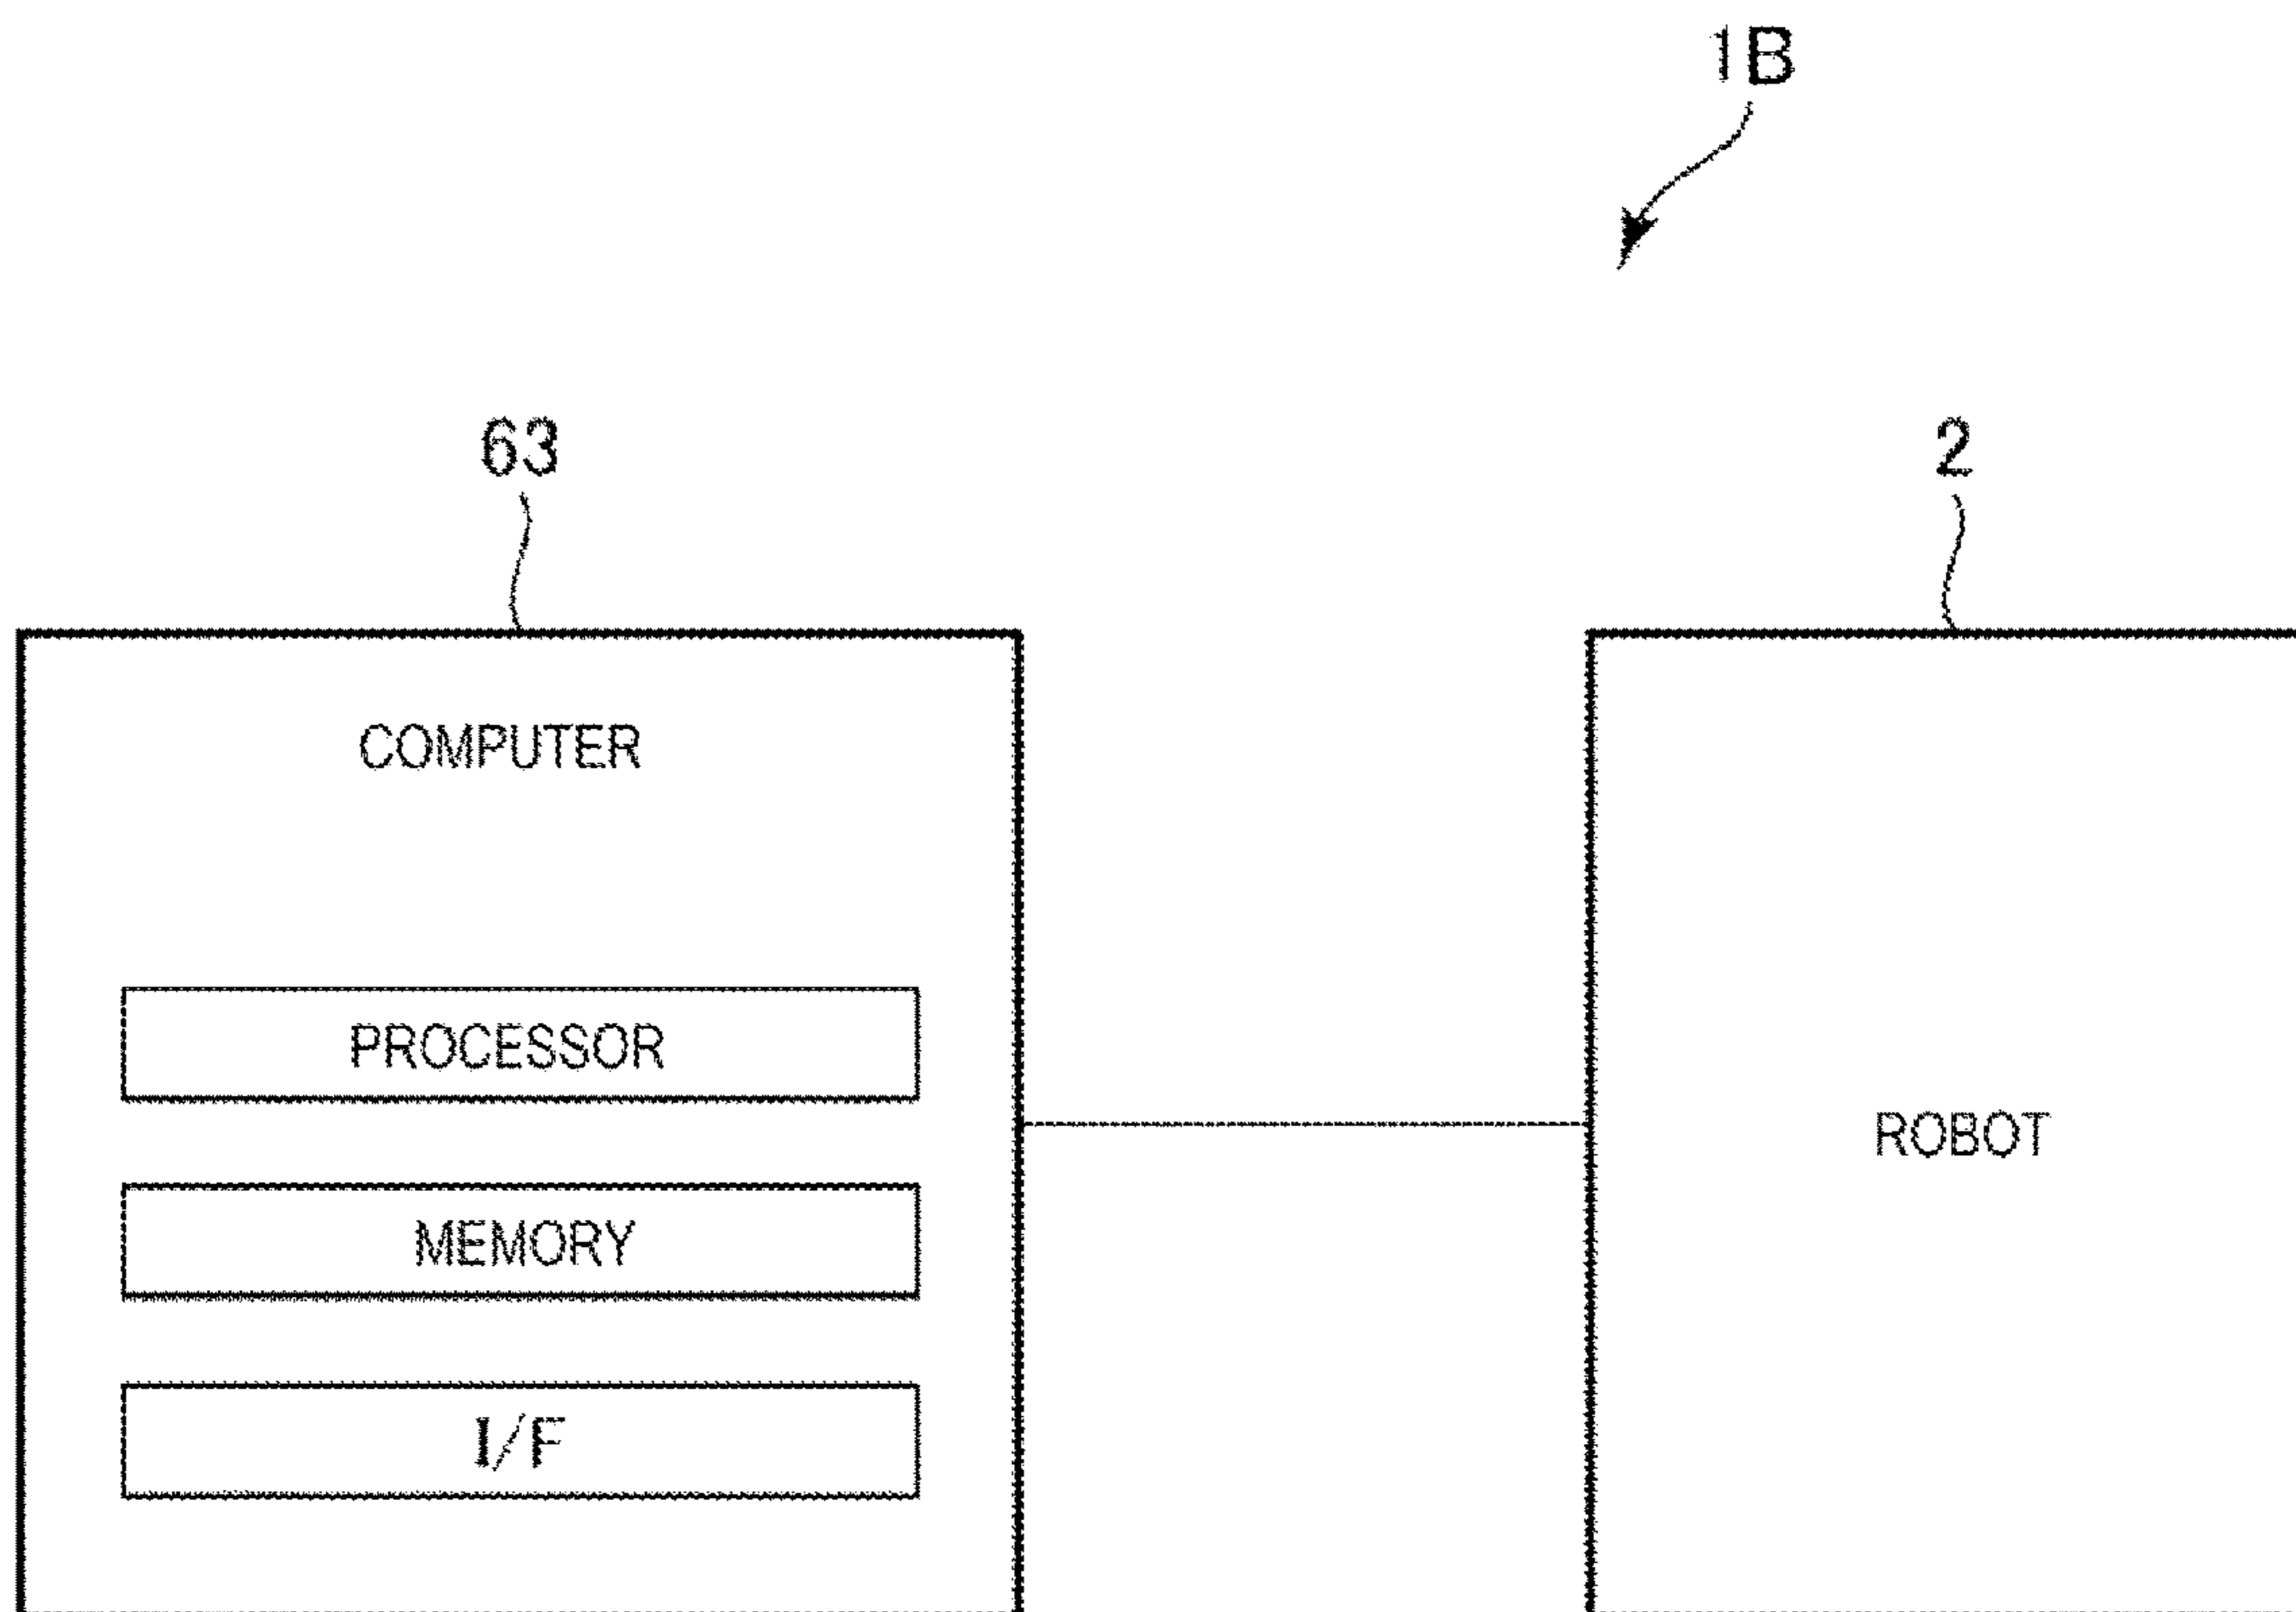 1B
63
2
COMPUTER
PROCESSOR
ROBOT
MEMORY
I/F